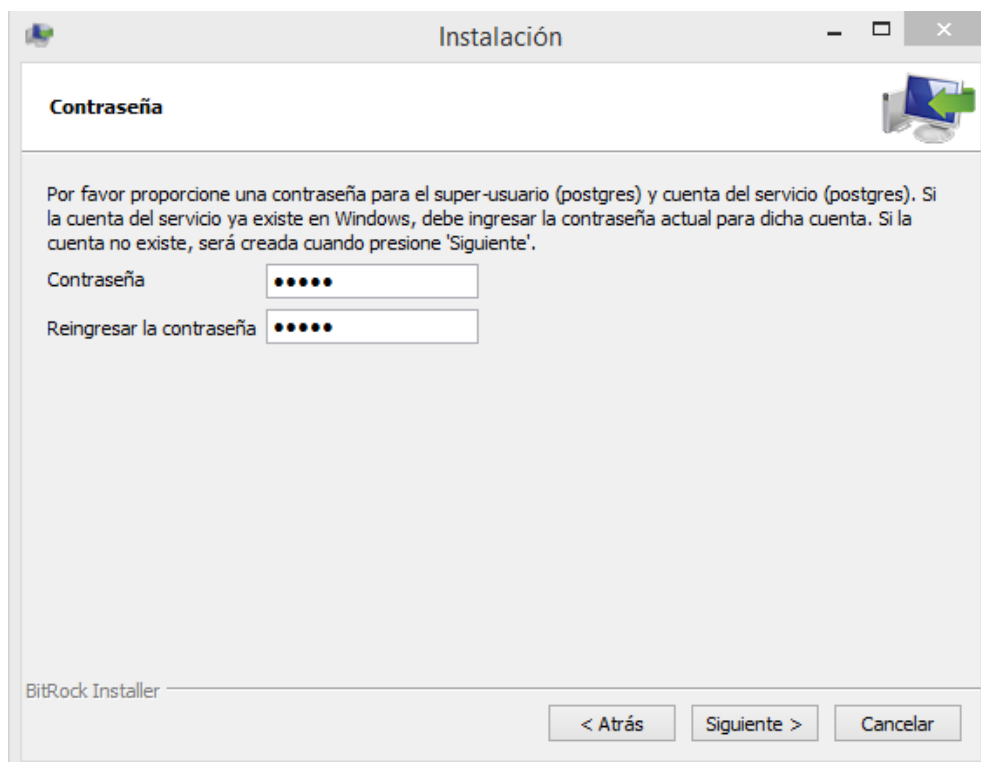 Instalación
Contraseña
Por favor proporcione una contraseña para el super-usuario (postgres) y cuenta del servicio (postgres). Si
la cuenta del servicio ya existe en Windows, debe ingresar la contraseña actual para dicha cuenta. Si la
cuenta no existe, será creada cuando presione 'Siguiente'.
Contraseña •••••
Reingresar la contraseña •••••
BitRock Installer
< Atrás Siguiente > Cancelar